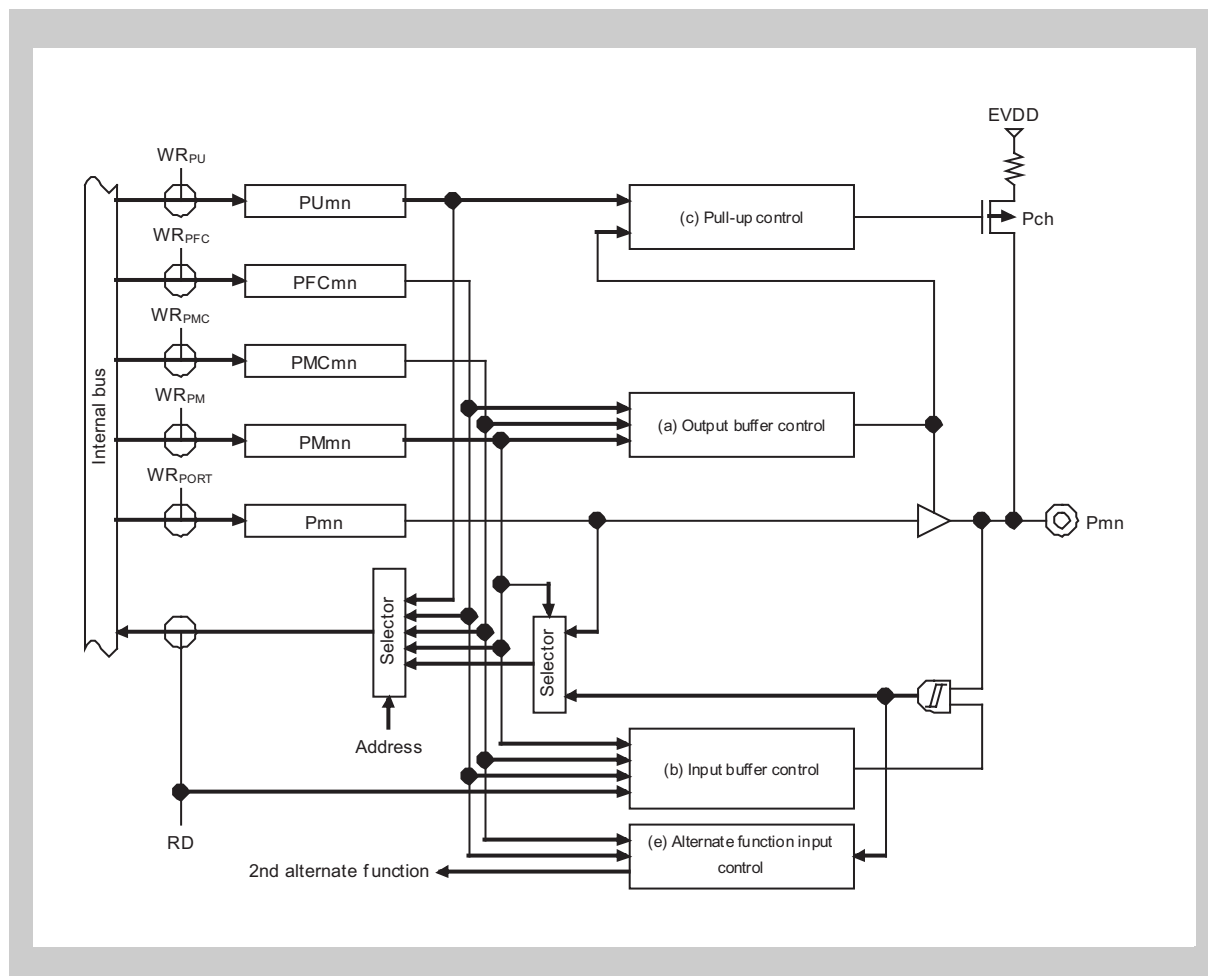 EVDD
WRPU
PUmn
(c) Pull-up control
Pch
WRPFC
PFCmn
WRPMC
PMCmn
Internal bus
WRPM
PMmn
(a) Output buffer control
WRPORT
Pmn
Pmn
Selector
Selector
Address
(b) Input buffer control
RD
(e) Alternate function input
control
2nd alternate function